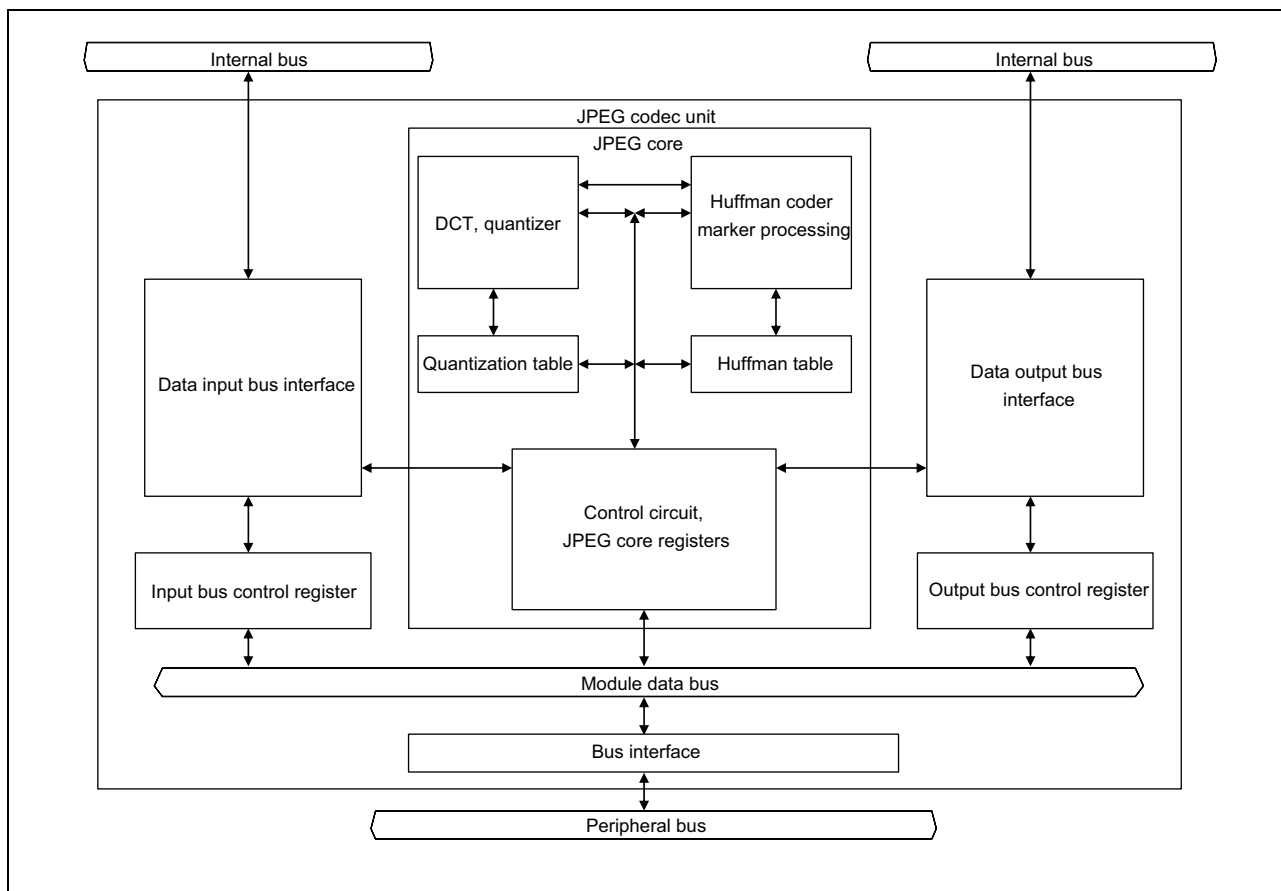 Internal bus
Internal bus
JPEG codec unit
JPEG core
DCT, quantizer
Huffman coder
marker processing
Quantization table
Huffman table
Data input bus interface
Data output bus
interface
Control circuit,
JPEG core registers
Input bus control register
Output bus control register
Module data bus
Bus interface
Peripheral bus